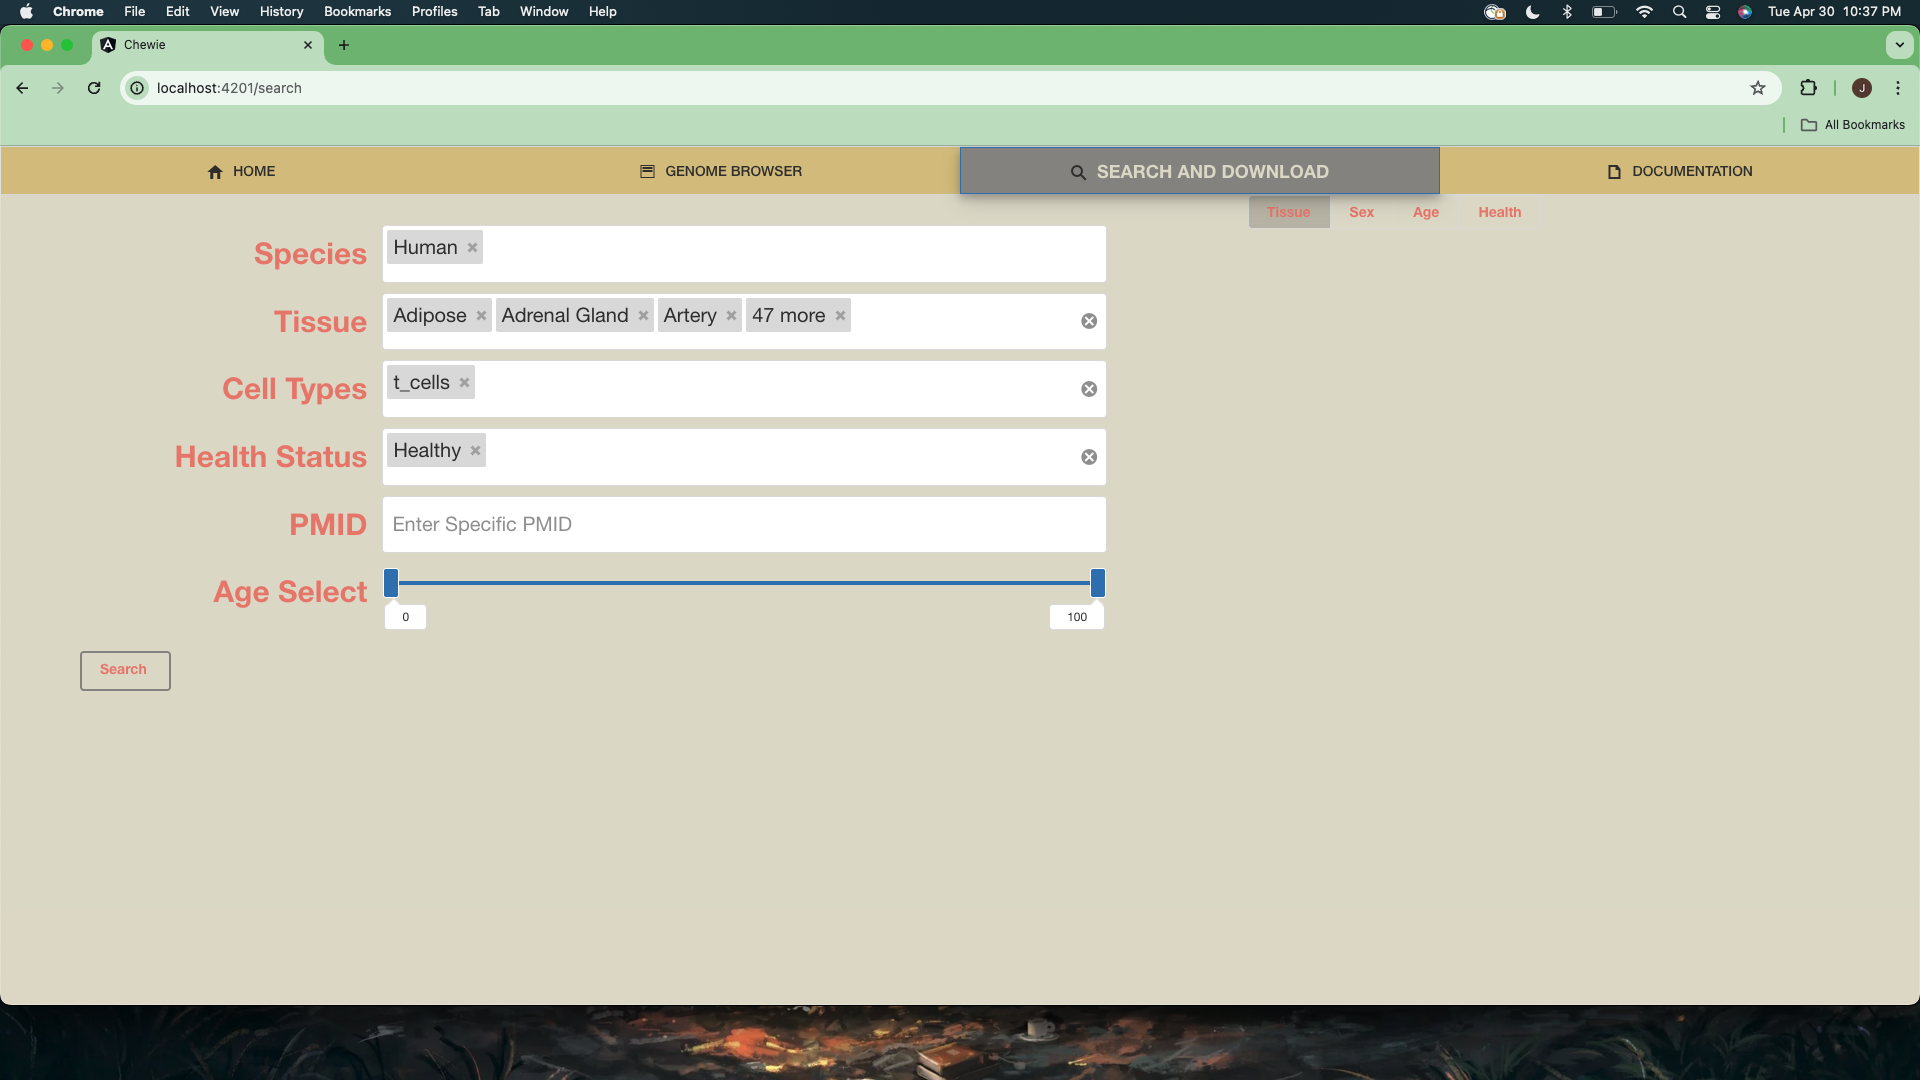 Chrome File Edit View History Bookmarks Profiles Tab Window Help Tue Apr 30 10:37 PM
Chewie
localhost:4201/search J
All Bookmarks
HOME GENOME BROWSER SEARCH AND DOWNLOAD DOCUMENTATION
Tissue Sex Age Health
Species Human
Tissue Adipose Adrenal Gland Artery 47 more
Cell Types t_cells
Health Status Healthy
PMID Enter Specific PMID
Age Select
0 100
Search